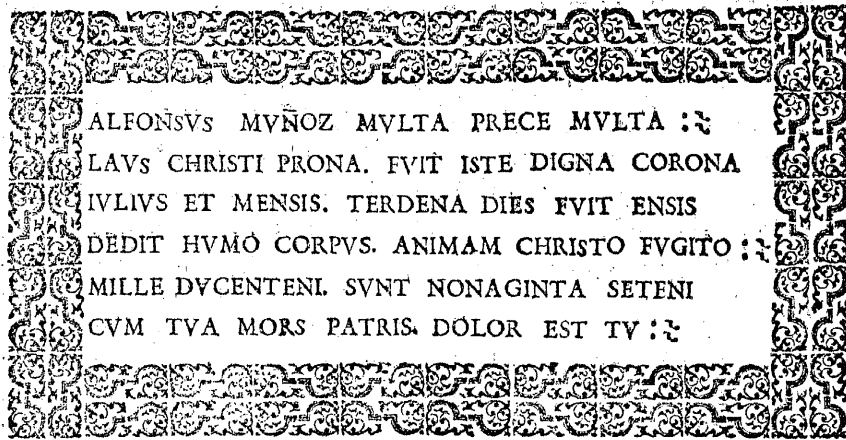 ALFONSVS MVÑOZ MVLTA PRECE MVLTA
LAVS CHRISTI PRONA. FVIT ISTE DIGNA CORONA
IVLIVS ET MENSIS. TERDENA DIES FVIT ENSIS
DEDIT HVMO CORPVS. ANIMAM CHRISTO FVGITO
MILLE DVCENTENI. SVNT NONAGINTA SETENI
CVM TVA MORS PATRIS. DOLOR EST TV